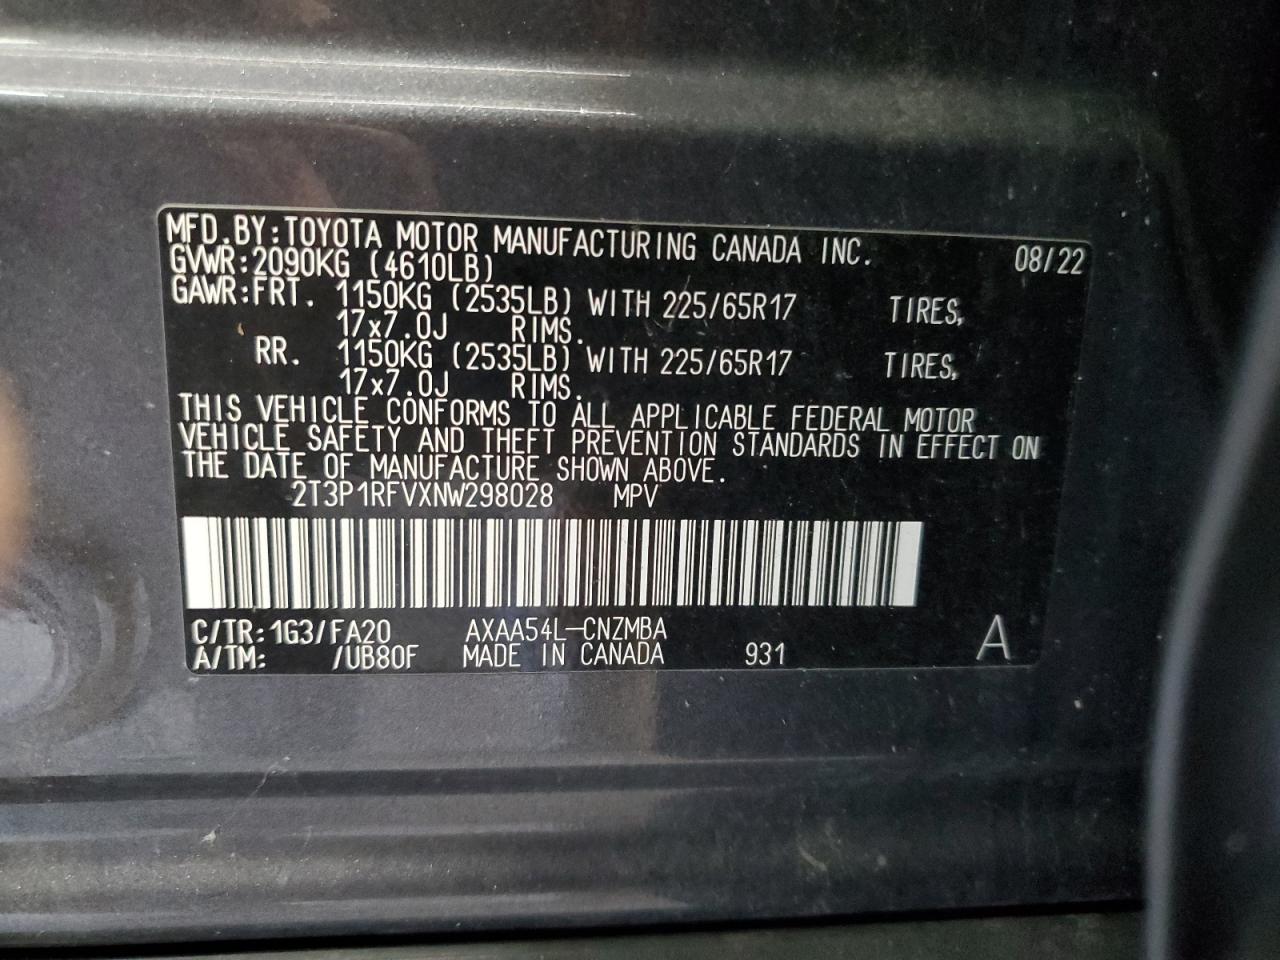 MFD.BY:TOYOTA MOTOR MANUFACTURING CANADA INC. 08/22
GVWR:2090KG (4610LB)
GAWR:FRT. 1150KG (2535LB) WITH 225/65R17 TIRES,
17x7.0J RIMS.
RR. 1150KG (2535LB) WITH 225/65R17 TIRES,
17x7.0J RIMS.
THIS VEHICLE CONFORMS TO ALL APPLICABLE FEDERAL MOTOR
VEHICLE SAFETY AND THEFT PREVENTION STANDARDS IN EFFECT ON
THE DATE OF MANUFACTURE SHOWN ABOVE.
2T3P1RFVXNW298028 MPV
C/TR:1G3/FA20 AXAA54L-CNZMBA A
A/TM: /UB80F MADE IN CANADA 931